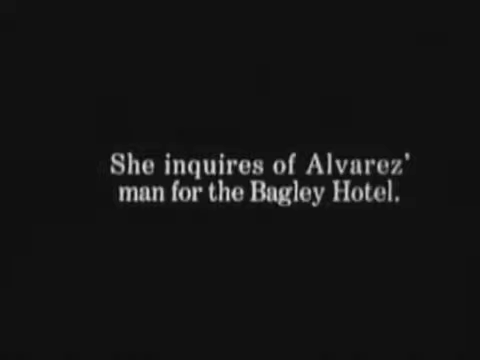 She inquires of Alvarez'
man for the Bagley Hotel.